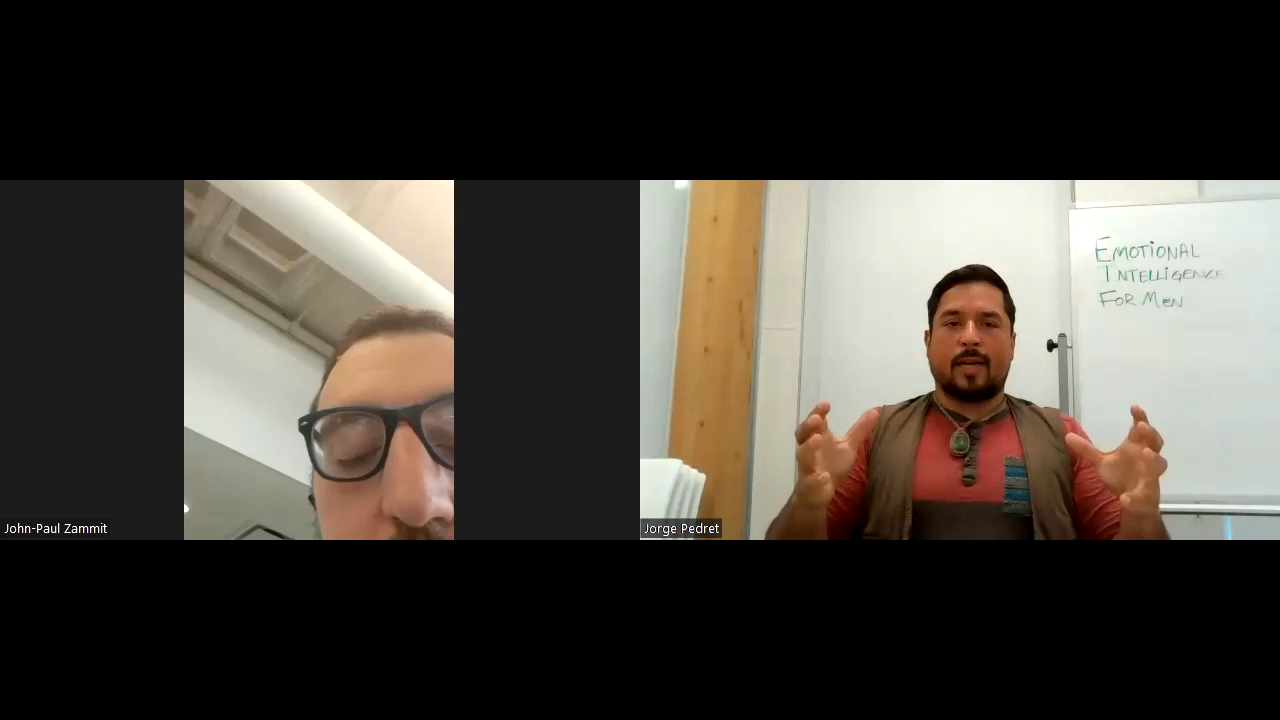 EMOTIONAL
INTELLIGENCE
FOR MEN
John-Paul Zammit
Jorge Pedret